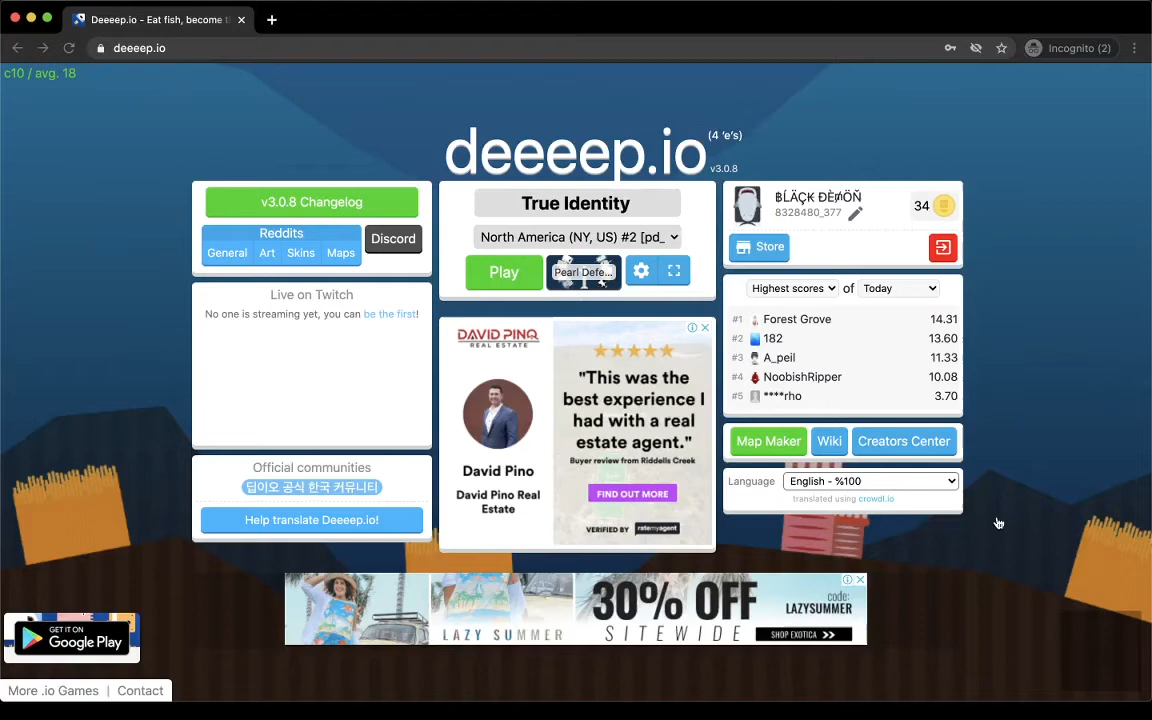 Deeeep.io - Eat fish, become t
deeeep.io
Incognito (2)
c10 / avg. 18
deeeep.io
(4 'e's)
v3.0.8
v3.0.8 Changelog
Reddits
General Art Skins Maps
Discord
Live on Twitch
No one is streaming yet, you can be the first!
Official communities
딥이오 공식 한국 커뮤니티
Help translate Deeeep.io!
True Identity
North America (NY, US) #2 [pd_
Play
Pearl Defe...
DAVID PINO
REAL ESTATE
David Pino
David Pino Real
Estate
"This was the
best experience I
had with a real
estate agent."
Buyer review from Riddells Creek
FIND OUT MORE
VERIFIED BY ratemyagent
฿ĹÄÇҜ ĐÈ₥ÖŇ
8328480_377
34
Store
Highest scores of Today
#1 Forest Grove 14.31
#2 182 13.60
#3 A_peil 11.33
#4 NoobishRipper 10.08
#5 ****rho 3.70
Map Maker Wiki Creators Center
Language English - %100
translated using crowdl.io
LAZY SUMMER
30% OFF
SITEWIDE
code:
LAZYSUMMER
SHOP EXOTICA
GET IT ON
Google Play
More .io Games | Contact